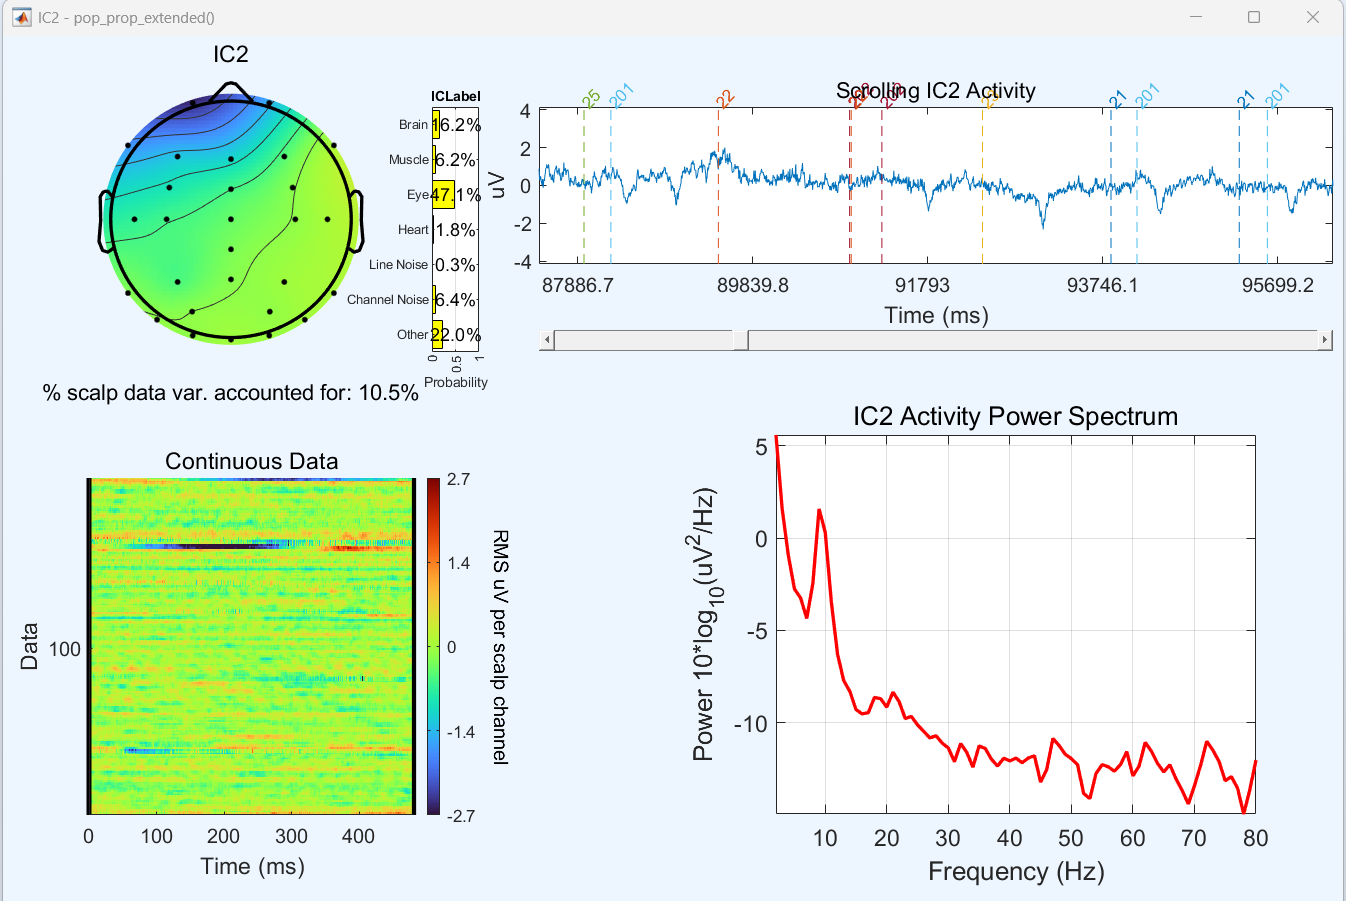 IC2 - pop_prop_extended()
IC2
ICLabel
Brain 16.2%
Muscle 6.2%
Eye 47.1%
Heart 1.8%
Line Noise 0.3%
Channel Noise 6.4%
Other 22.0%
0 0.5 1
Probability
% scalp data var. accounted for: 10.5%
Scrolling IC2 Activity
25 201 22 21 201 21 201
uV
4
2
0
-2
-4
87886.7 89839.8 91793 93746.1 95699.2
Time (ms)
Continuous Data
Data
100
0 100 200 300 400
Time (ms)
2.7
1.4
0
-1.4
-2.7
RMS uV per scalp channel
IC2 Activity Power Spectrum
Power 10*log10(uV2/Hz)
5
0
-5
-10
10 20 30 40 50 60 70 80
Frequency (Hz)